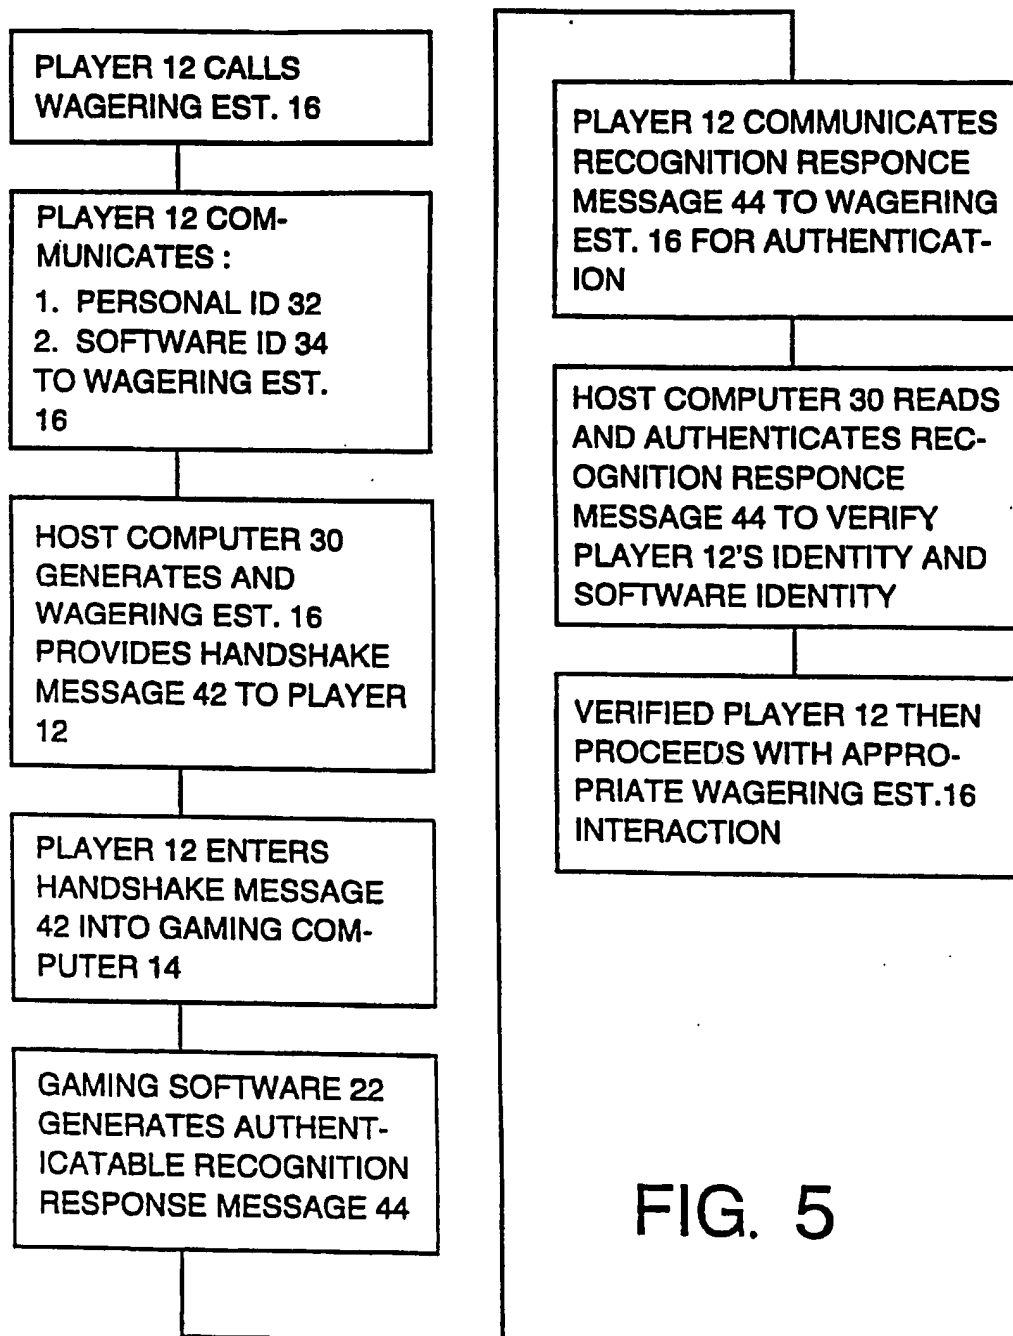 PLAYER 12 CALLS
WAGERING EST. 16
PLAYER 12 COM-
MUNICATES :
1. PERSONAL ID 32
2. SOFTWARE ID 34
TO WAGERING EST.
16
HOST COMPUTER 30
GENERATES AND
WAGERING EST. 16
PROVIDES HANDSHAKE
MESSAGE 42 TO PLAYER
12
PLAYER 12 ENTERS
HANDSHAKE MESSAGE
42 INTO GAMING COM-
PUTER 14
GAMING SOFTWARE 22
GENERATES AUTHENT-
ICATABLE RECOGNITION
RESPONSE MESSAGE 44
PLAYER 12 COMMUNICATES
RECOGNITION RESPONCE
MESSAGE 44 TO WAGERING
EST. 16 FOR AUTHENTICAT-
ION
HOST COMPUTER 30 READS
AND AUTHENTICATES REC-
OGNITION RESPONCE
MESSAGE 44 TO VERIFY
PLAYER 12'S IDENTITY AND
SOFTWARE IDENTITY
VERIFIED PLAYER 12 THEN
PROCEEDS WITH APPRO-
PRIATE WAGERING EST.16
INTERACTION
FIG. 5